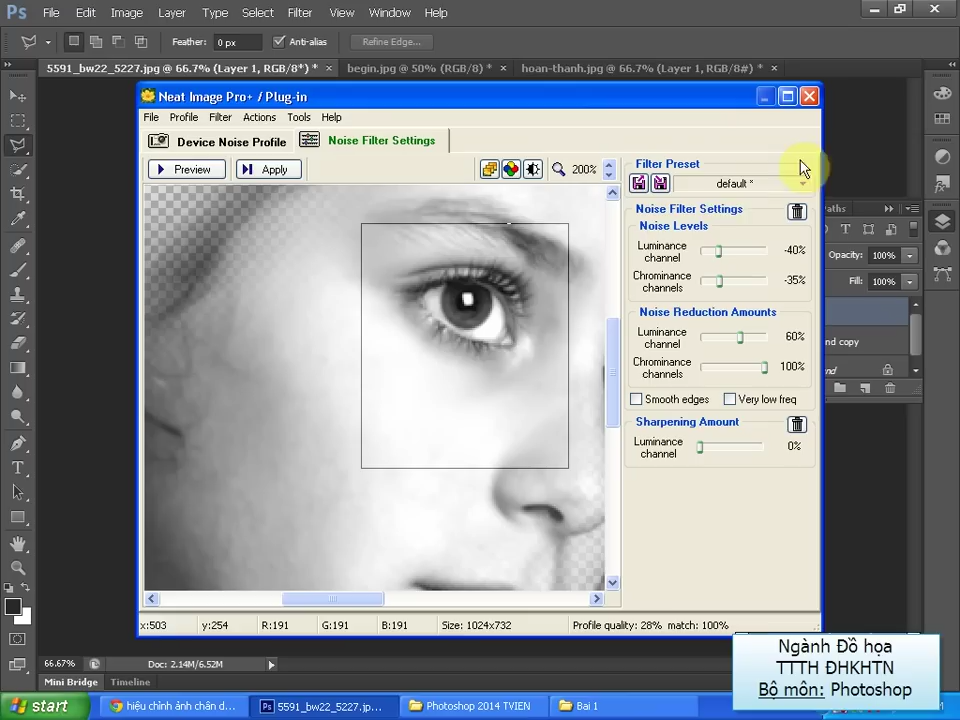 Ps File Edit Image Layer Type Select Filter View Window Help
Feather: 0 px Anti-alias Refine Edge...
5591_bw22_5227.jpg @ 66.7% (Layer 1, RGB/8*) * × begin.jpg @ 50% (RGB/8) * × hoan-thanh.jpg @ 66.7% (Layer 1, RGB/8#) * ×
Neat Image Pro+ / Plug-in
File Profile Filter Actions Tools Help
Device Noise Profile Noise Filter Settings
Preview Apply 200%
Filter Preset
default *
Noise Filter Settings
Noise Levels
Luminance channel -40%
Chrominance channels -35%
Noise Reduction Amounts
Luminance channel 60%
Chrominance channels 100%
Smooth edges Very low freq
Sharpening Amount
Luminance channel 0%
aths
Opacity: 100%
Fill: 100%
nd copy
x:503 y:254 R:191 G:191 B:191 Size: 1024x732 Profile quality: 28% match: 100%
66.67% Doc: 2.14M/6.52M
Mini Bridge Timeline
Ngành Đồ họa
TTTH ĐHKHTN
Bộ môn: Photoshop
start hiệu chỉnh ảnh chân d... Ps 5591_bw22_5227.jp... Photoshop 2014 TVIEN Bai 1